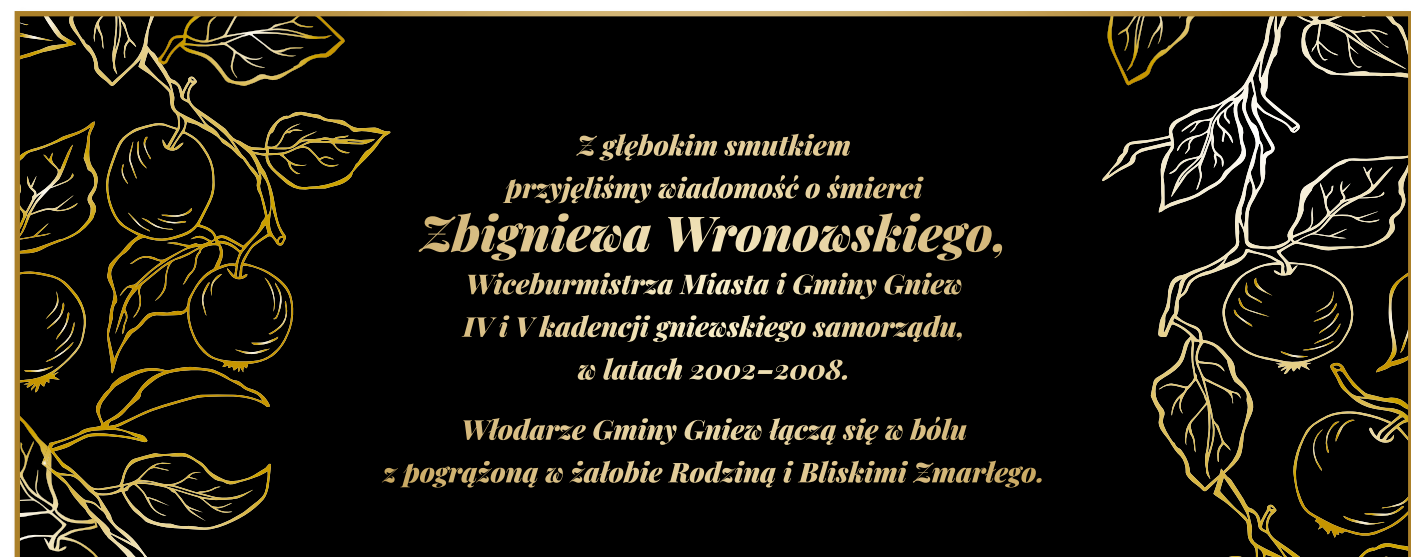 Z głębokim smutkiem
przyjęliśmy wiadomość o śmierci
Zbigniewa Wronowskiego,
Wiceburmistrza Miasta i Gminy Gniew
IV i V kadencji gniewskiego samorządu,
w latach 2002–2008.
Włodarze Gminy Gniew łączą się w bólu
z pogrążoną w żałobie Rodziną i Bliskimi Zmarłego.